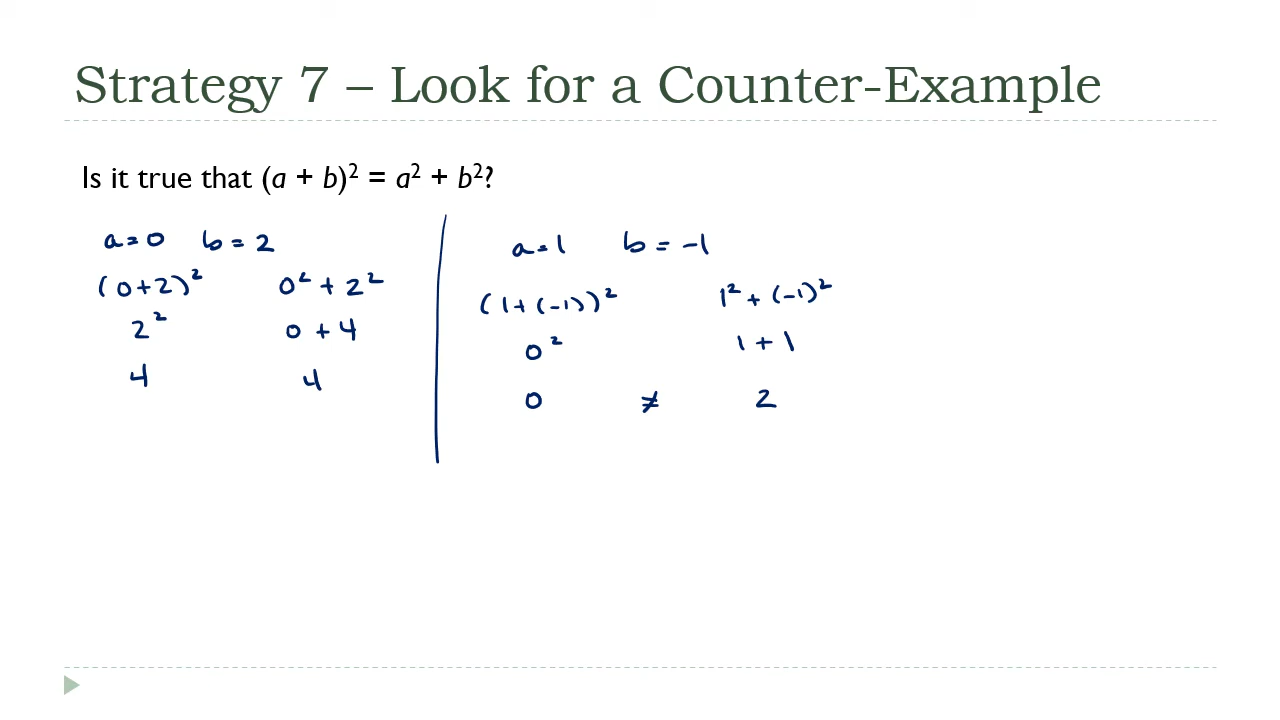 Strategy 7 – Look for a Counter-Example
Is it true that (a + b)² = a² + b²?
a=0 b=2
(0+2)² 0²+2²
2² 0+4
4 4
a=1 b=-1
(1+(-1))² 1²+(-1)²
0² 1+1
0 ≠ 2